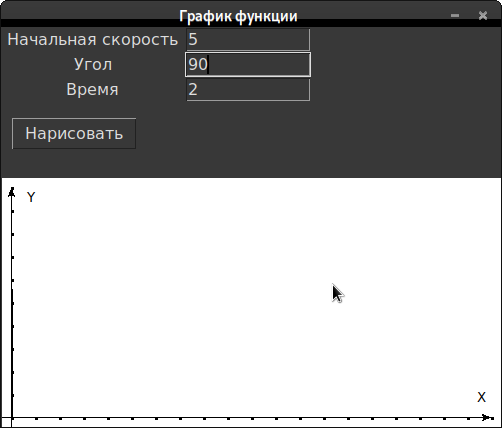 График функции
Начальная скорость 5
Угол 90
Время 2
Нарисовать
Y
X